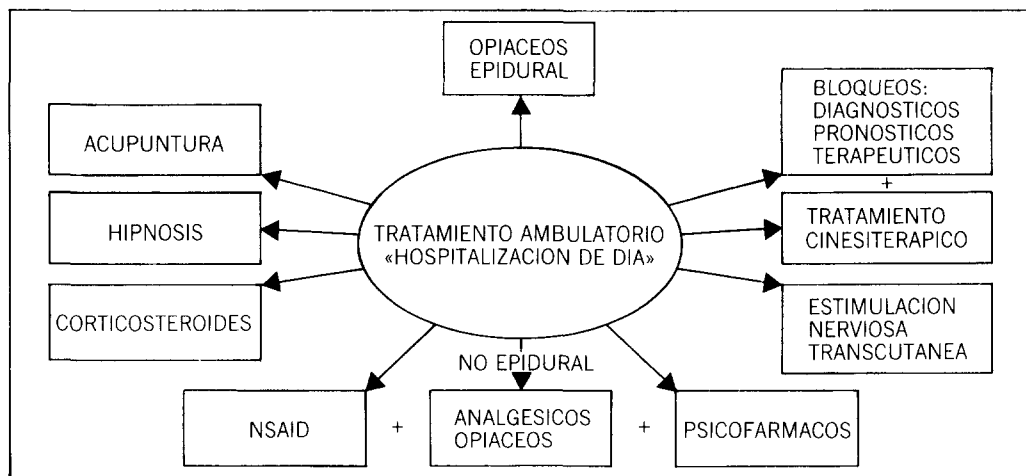 OPIACEOS
EPIDURAL
BLOQUEOS:
DIAGNOSTICOS
PRONOSTICOS
TERAPEUTICOS
+
ACUPUNTURA
HIPNOSIS
CORTICOSTEROIDES
TRATAMIENTO AMBULATORIO
«HOSPITALIZACION DE DIA»
TRATAMIENTO
CINESITERAPICO
ESTIMULACION
NERVIOSA
TRANSCUTANEA
NO EPIDURAL
NSAID
+
ANALGESICOS
OPIACEOS
+
PSICOFARMACOS